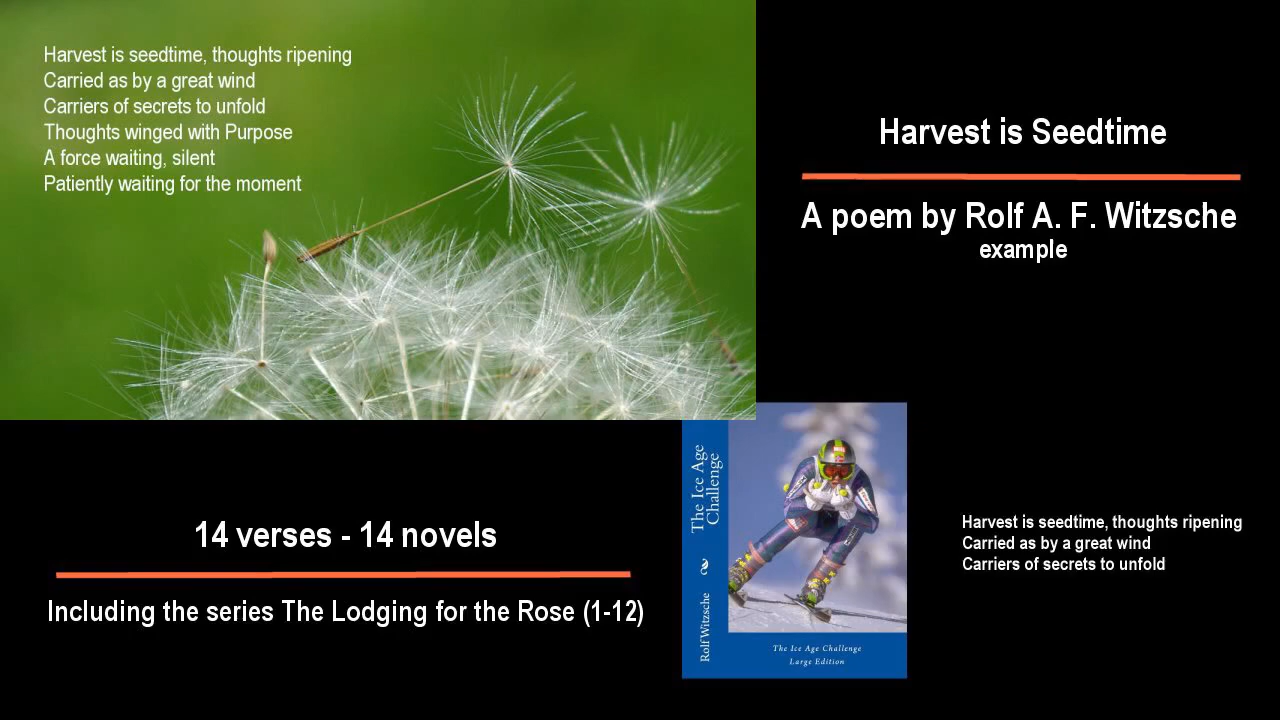 Harvest is seedtime, thoughts ripening
Carried as by a great wind
Carriers of secrets to unfold
Thoughts winged with Purpose
A force waiting, silent
Patiently waiting for the moment
Harvest is Seedtime
A poem by Rolf A. F. Witzsche
example
14 verses - 14 novels
Including the series The Lodging for the Rose (1-12)
The Ice Age
Challenge
Rolf Witzsche
The Ice Age Challenge
Large Edition
Harvest is seedtime, thoughts ripening
Carried as by a great wind
Carriers of secrets to unfold